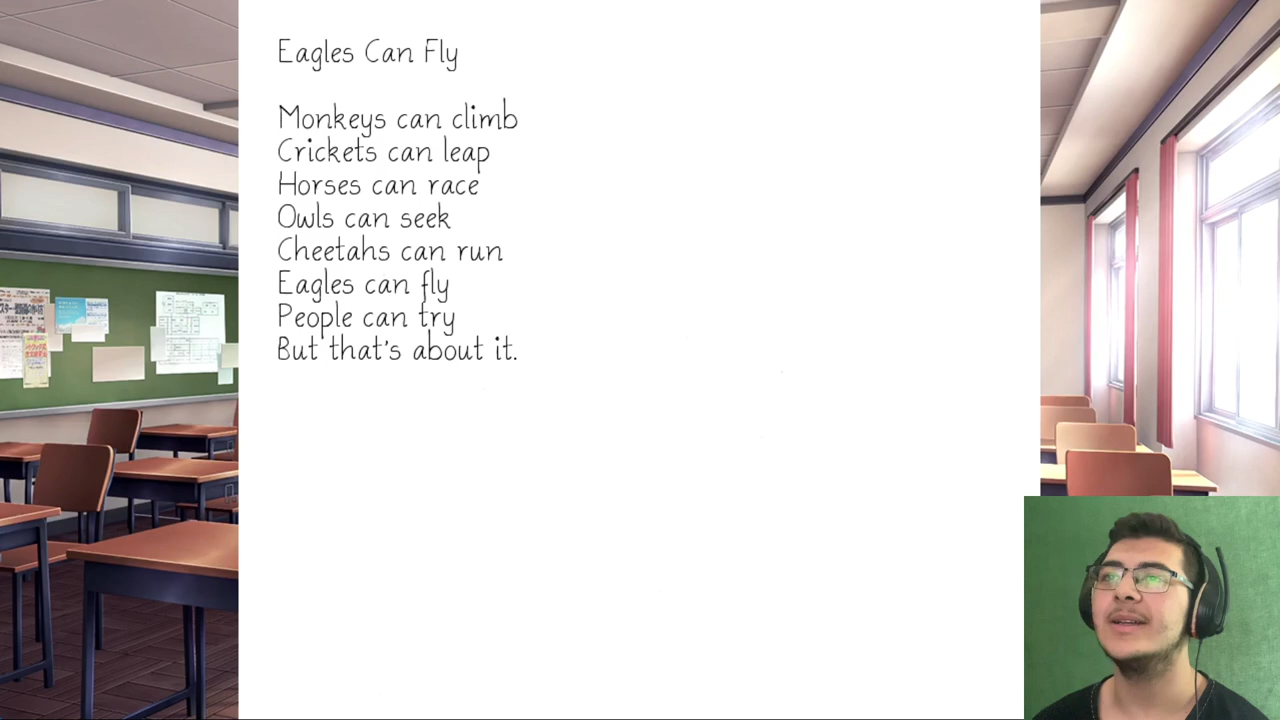 Eagles Can Fly
Monkeys can climb
Crickets can leap
Horses can race
Owls can seek
Cheetahs can run
Eagles can fly
People can try
But that's about it.